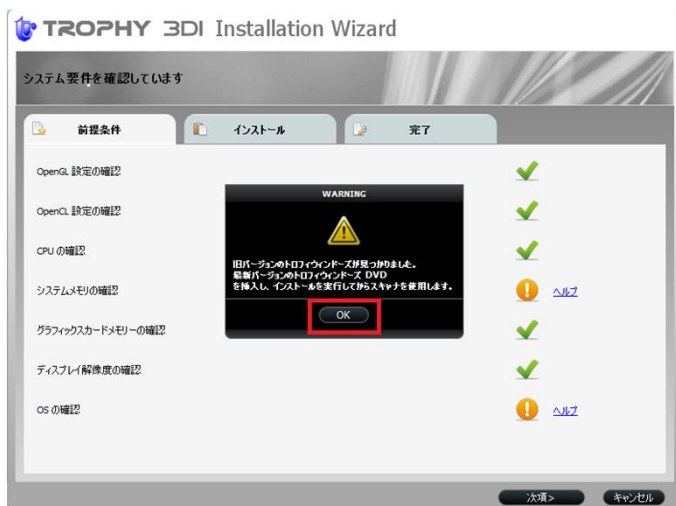 TROPHY 3DI Installation Wizard
システム要件を確認しています
前提条件
インストール
完了
OpenGL 設定の確認
OpenCL 設定の確認
CPU の確認
システムメモリの確認
ヘルプ
グラフィックスカードメモリーの確認
ディスプレイ解像度の確認
OS の確認
ヘルプ
WARNING
旧バージョンのトロフィウィンドーズが見つかりました。
最新バージョンのトロフィウィンドーズ DVD
を挿入し、インストールを実行してからスキャナを使用します。
OK
次項>
キャンセル